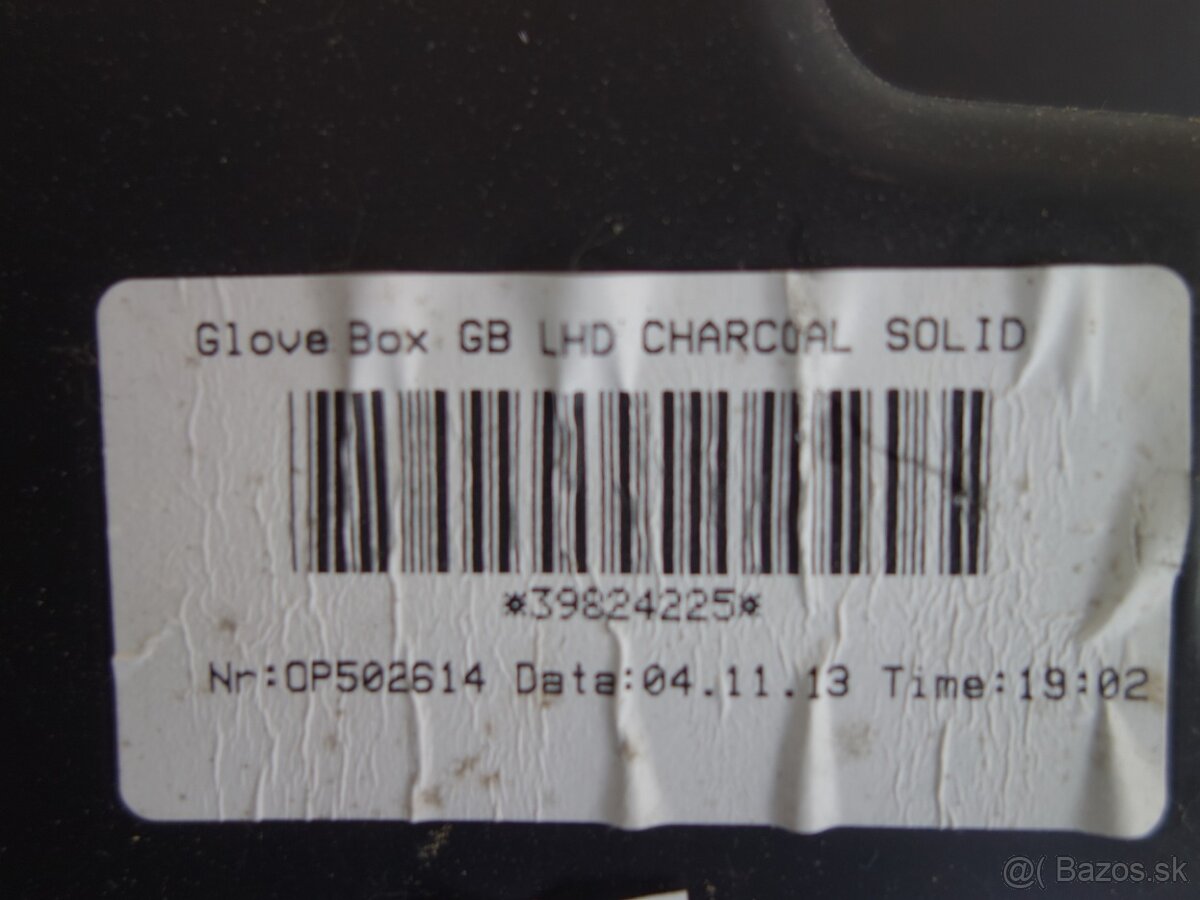 Glove Box GB LHD CHARCOAL SOLID
*39824225*
Nr:OP502614 Data:04.11.13 Time:19:02
@( Bazos.sk